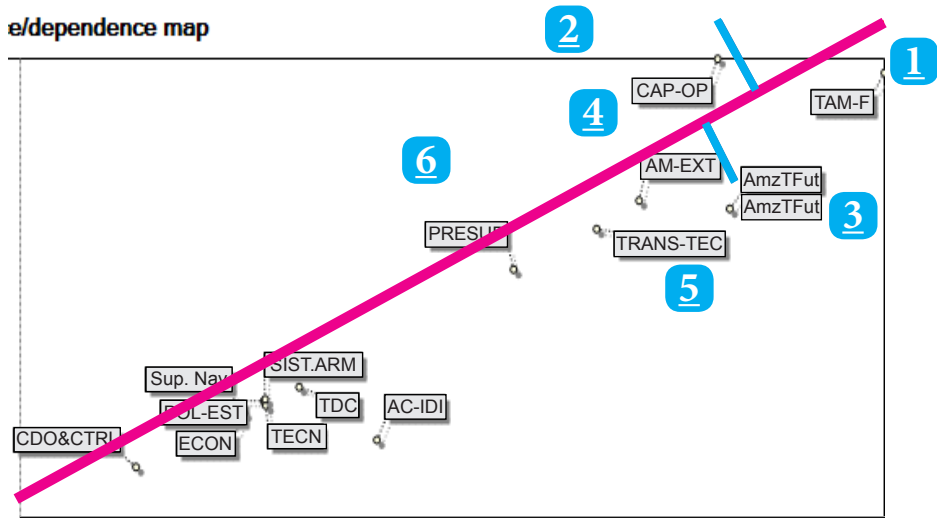 e/dependence map
2
1
CAP-OP
TAM-F
4
6
AM-EXT
AmzTFut
AmzTFut
3
PRESUP
TRANS-TEC
5
SIST.ARM
Sup. Nav
POL-EST
TDC
AC-IDI
CDO&CTRL
ECON
TECN